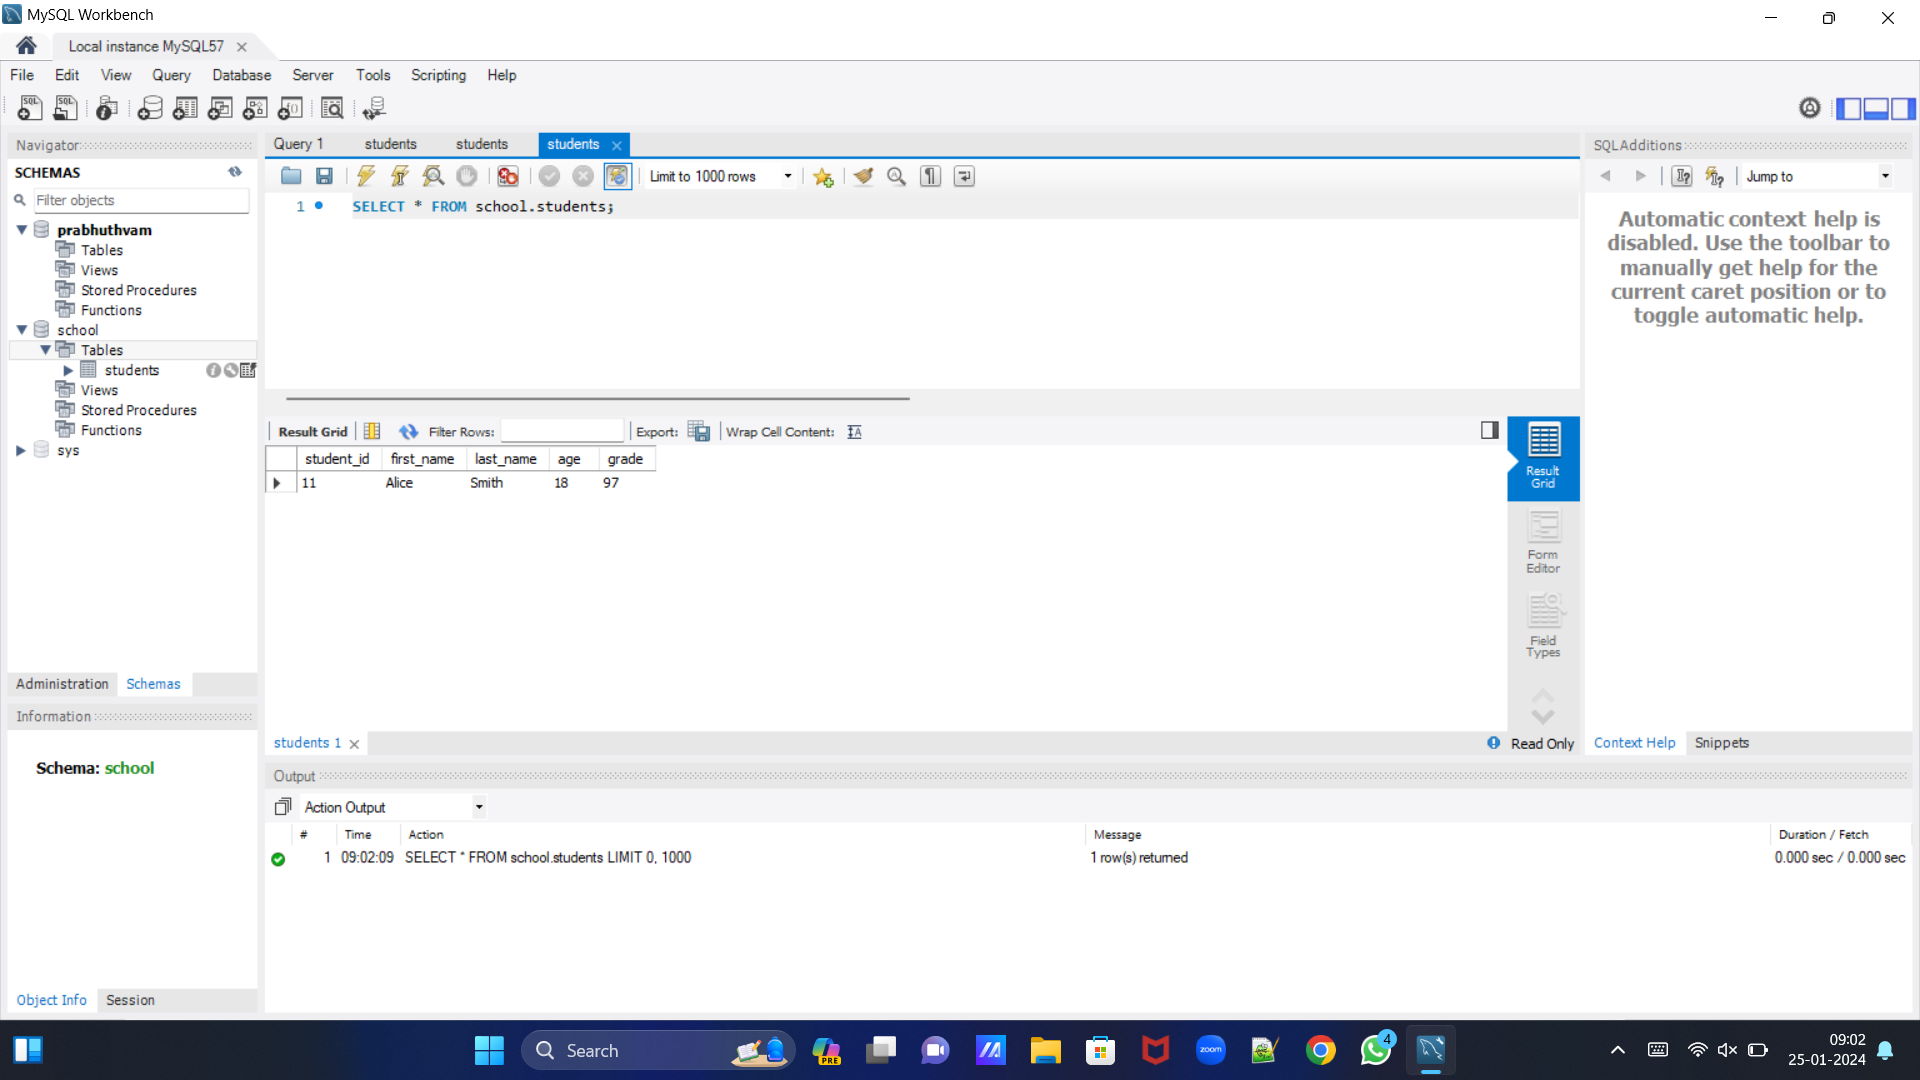 MySQL Workbench
Local instance MySQL57
File Edit View Query Database Server Tools Scripting Help
Navigator
SCHEMAS
Filter objects
prabhuthvam
Tables
Views
Stored Procedures
Functions
school
Tables
students
Views
Stored Procedures
Functions
sys
Administration Schemas
Information
Schema: school
Object Info Session
Query 1 students students students
Limit to 1000 rows
1 SELECT * FROM school.students;
Result Grid Filter Rows: Export: Wrap Cell Content:
student_id first_name last_name age grade
11 Alice Smith 18 97
Result
Grid
Form
Editor
Field
Types
students 1
Read Only
SQLAdditions
Jump to
Automatic context help is
disabled. Use the toolbar to
manually get help for the
current caret position or to
toggle automatic help.
Context Help Snippets
Output
Action Output
# Time Action Message Duration / Fetch
1 09:02:09 SELECT * FROM school.students LIMIT 0, 1000 1 row(s) returned 0.000 sec / 0.000 sec
Search
PRE
zoom
4
09:02
25-01-2024